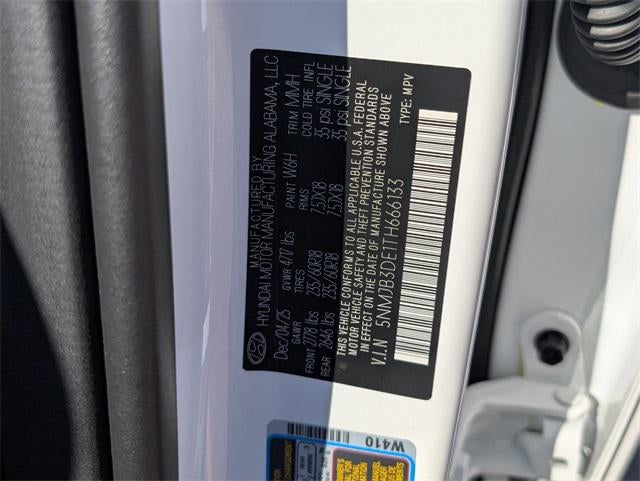 MANUFACTURED BY
HYUNDAI MOTOR MANUFACTURING ALABAMA, LLC
Dec/04/25 GVWR 4717 lbs PAINT W6H TRIM MMH
GAWR TIRES RIMS COLD TIRE INFL
FRONT 2778 lbs 235/60R18 7.5JX18 35 psi SINGLE
REAR 2646 lbs 235/60R18 7.5JX18 35 psi SINGLE
THIS VEHICLE CONFORMS TO ALL APPLICABLE U.S.A. FEDERAL
MOTOR VEHICLE SAFETY AND THEFT PREVENTION STANDARDS
IN EFFECT ON THE DATE OF MANUFACTURE SHOWN ABOVE
V.I.N 5NMJB3DE1TH666133 TYPE: MPV
W410